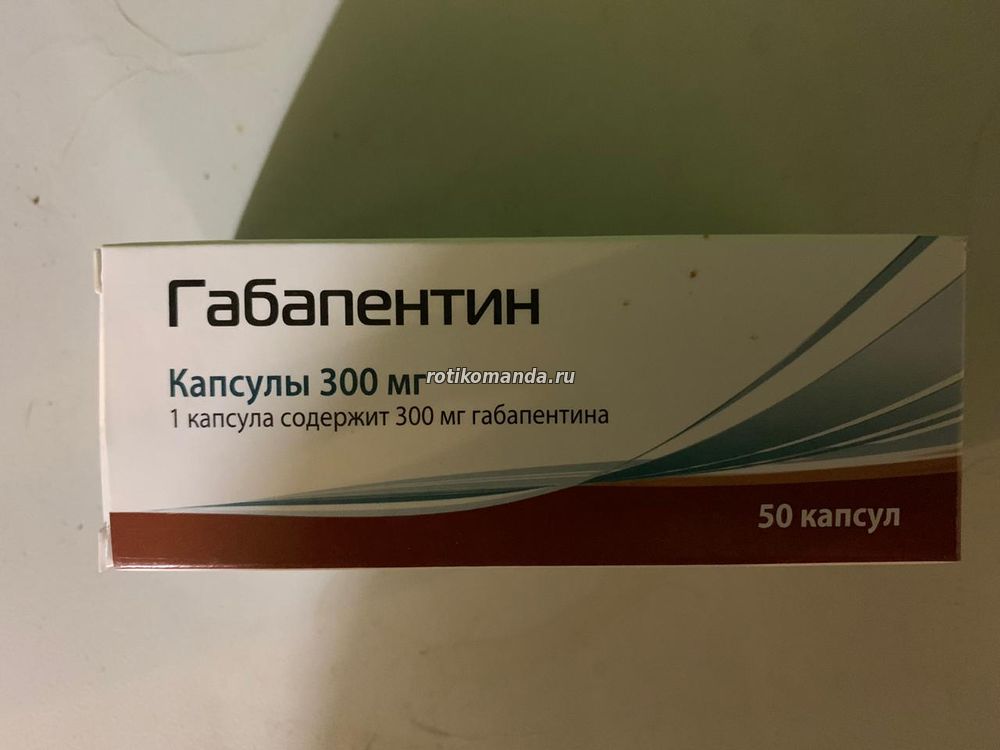 Габапентин
Капсулы 300 мг
rotikomanda.ru
1 капсула содержит 300 мг габапентина
50 капсул